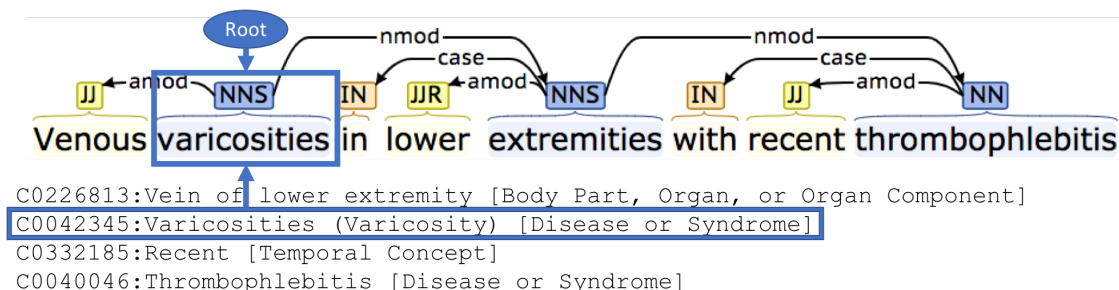 Root
nmod nmod
case case
amod amod amod
JJ NNS IN JJR NNS IN JJ NN
Venous varicosities in lower extremities with recent thrombophlebitis
C0226813:Vein of lower extremity [Body Part, Organ, or Organ Component]
C0042345:Varicosities (Varicosity) [Disease or Syndrome]
C0332185:Recent [Temporal Concept]
C0040046:Thrombophlebitis [Disease or Syndrome]